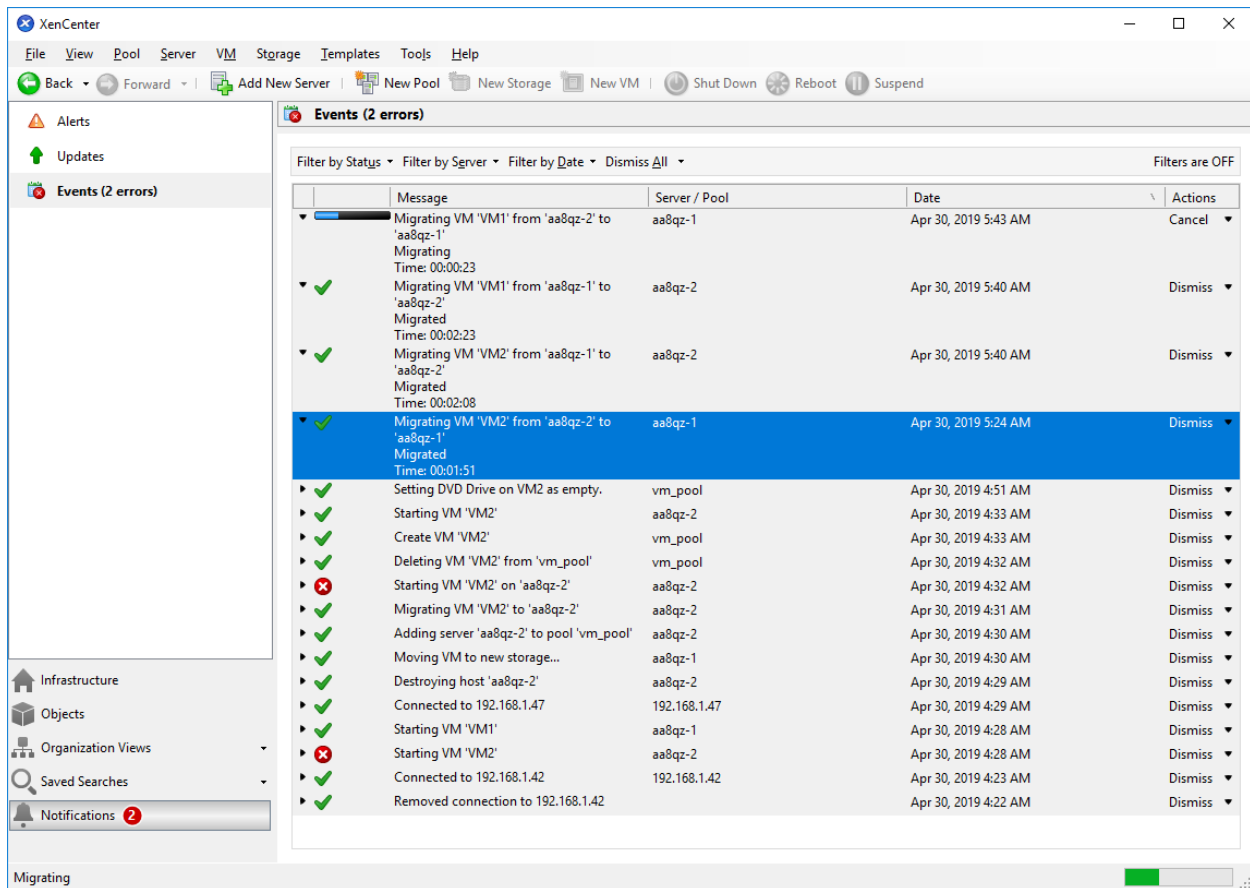 XenCenter
File View Pool Server VM Storage Templates Tools Help
Back Forward Add New Server New Pool New Storage New VM Shut Down Reboot Suspend
Alerts
Updates
Events (2 errors)
Infrastructure
Objects
Organization Views
Saved Searches
Notifications 2
Events (2 errors)
Filter by Status Filter by Server Filter by Date Dismiss All Filters are OFF
Message Server / Pool Date Actions
Migrating VM 'VM1' from 'aa8qz-2' to aa8qz-1 Apr 30, 2019 5:43 AM Cancel
'aa8qz-1'
Migrating
Time: 00:00:23
Migrating VM 'VM1' from 'aa8qz-1' to aa8qz-2 Apr 30, 2019 5:40 AM Dismiss
'aa8qz-2'
Migrated
Time: 00:02:23
Migrating VM 'VM2' from 'aa8qz-1' to aa8qz-2 Apr 30, 2019 5:40 AM Dismiss
'aa8qz-2'
Migrated
Time: 00:02:08
Migrating VM 'VM2' from 'aa8qz-2' to aa8qz-1 Apr 30, 2019 5:24 AM Dismiss
'aa8qz-1'
Migrated
Time: 00:01:51
Setting DVD Drive on VM2 as empty. vm_pool Apr 30, 2019 4:51 AM Dismiss
Starting VM 'VM2' aa8qz-2 Apr 30, 2019 4:33 AM Dismiss
Create VM 'VM2' vm_pool Apr 30, 2019 4:33 AM Dismiss
Deleting VM 'VM2' from 'vm_pool' vm_pool Apr 30, 2019 4:32 AM Dismiss
Starting VM 'VM2' on 'aa8qz-2' aa8qz-2 Apr 30, 2019 4:32 AM Dismiss
Migrating VM 'VM2' to 'aa8qz-2' aa8qz-2 Apr 30, 2019 4:31 AM Dismiss
Adding server 'aa8qz-2' to pool 'vm_pool' aa8qz-2 Apr 30, 2019 4:30 AM Dismiss
Moving VM to new storage... aa8qz-1 Apr 30, 2019 4:30 AM Dismiss
Destroying host 'aa8qz-2' aa8qz-2 Apr 30, 2019 4:29 AM Dismiss
Connected to 192.168.1.47 192.168.1.47 Apr 30, 2019 4:29 AM Dismiss
Starting VM 'VM1' aa8qz-1 Apr 30, 2019 4:28 AM Dismiss
Starting VM 'VM2' aa8qz-2 Apr 30, 2019 4:28 AM Dismiss
Connected to 192.168.1.42 192.168.1.42 Apr 30, 2019 4:23 AM Dismiss
Removed connection to 192.168.1.42 Apr 30, 2019 4:22 AM Dismiss
Migrating